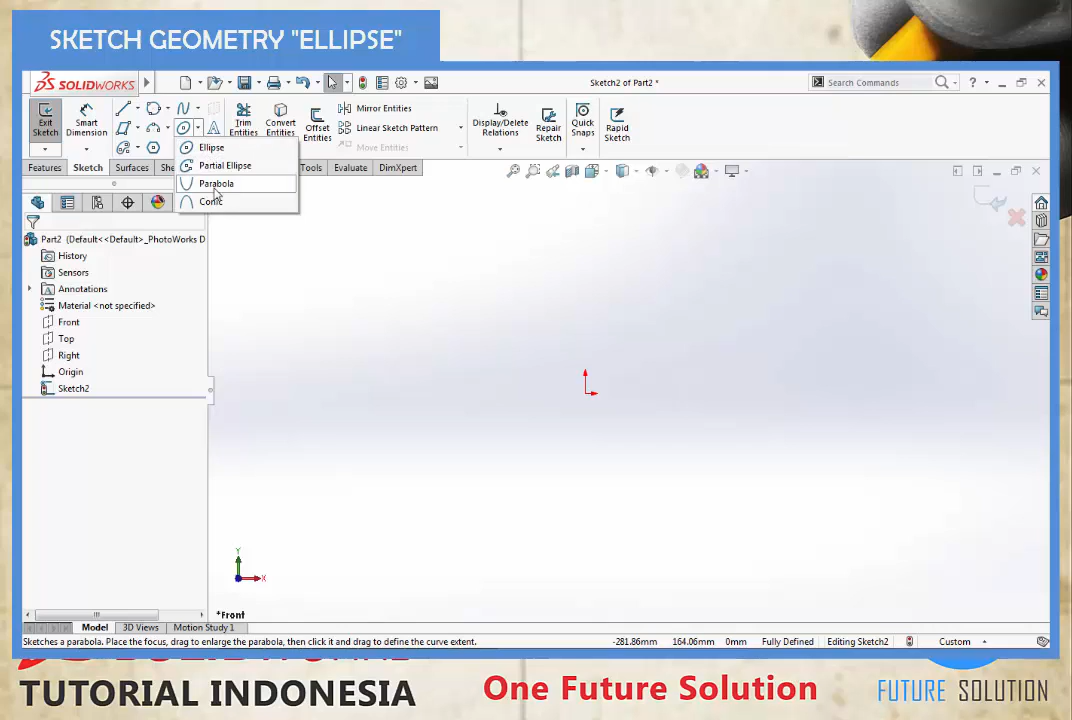 SKETCH GEOMETRY "ELLIPSE"
SOLIDWORKS
Sketch2 of Part2 *
Search Commands
Exit Sketch
Smart Dimension
Trim Entities
Convert Entities
Offset Entities
Mirror Entities
Linear Sketch Pattern
Move Entities
Display/Delete Relations
Repair Sketch
Quick Snaps
Rapid Sketch
Ellipse
Partial Ellipse
Parabola
Conic
Features
Sketch
Surfaces
She
Tools
Evaluate
DimXpert
Part2 (Default<<Default>_PhotoWorks D
History
Sensors
Annotations
Material <not specified>
Front
Top
Right
Origin
Sketch2
Y
X
*Front
Model
3D Views
Motion Study 1
Sketches a parabola. Place the focus, drag to enlarge the parabola, then click it and drag to define the curve extent.
-281.86mm
164.06mm
0mm
Fully Defined
Editing Sketch2
Custom
TUTORIAL INDONESIA
One Future Solution
FUTURE SOLUTION